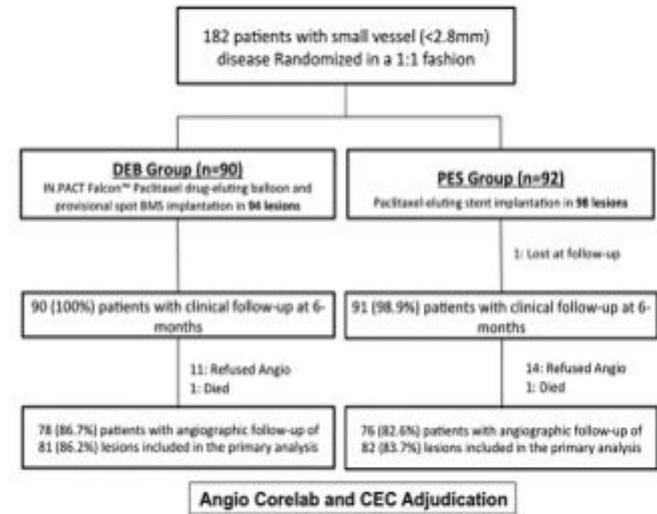 182 patients with small vessel (<2.8mm)
disease Randomized in a 1:1 fashion
DEB Group (n=90)
IN.PACT Falcon™ Paclitaxel drug-eluting balloon and
provisional spot BMS implantation in 94 lesions
PES Group (n=92)
Paclitaxel-eluting stent implantation in 98 lesions
1: Lost at follow-up
90 (100%) patients with clinical follow-up at 6-
months
91 (98.9%) patients with clinical follow-up at 6-
months
11: Refused Angio
1: Died
14: Refused Angio
1: Died
78 (86.7%) patients with angiographic follow-up of
81 (86.2%) lesions included in the primary analysis
76 (82.6%) patients with angiographic follow-up of
82 (83.7%) lesions included in the primary analysis
Angio Corelab and CEC Adjudication